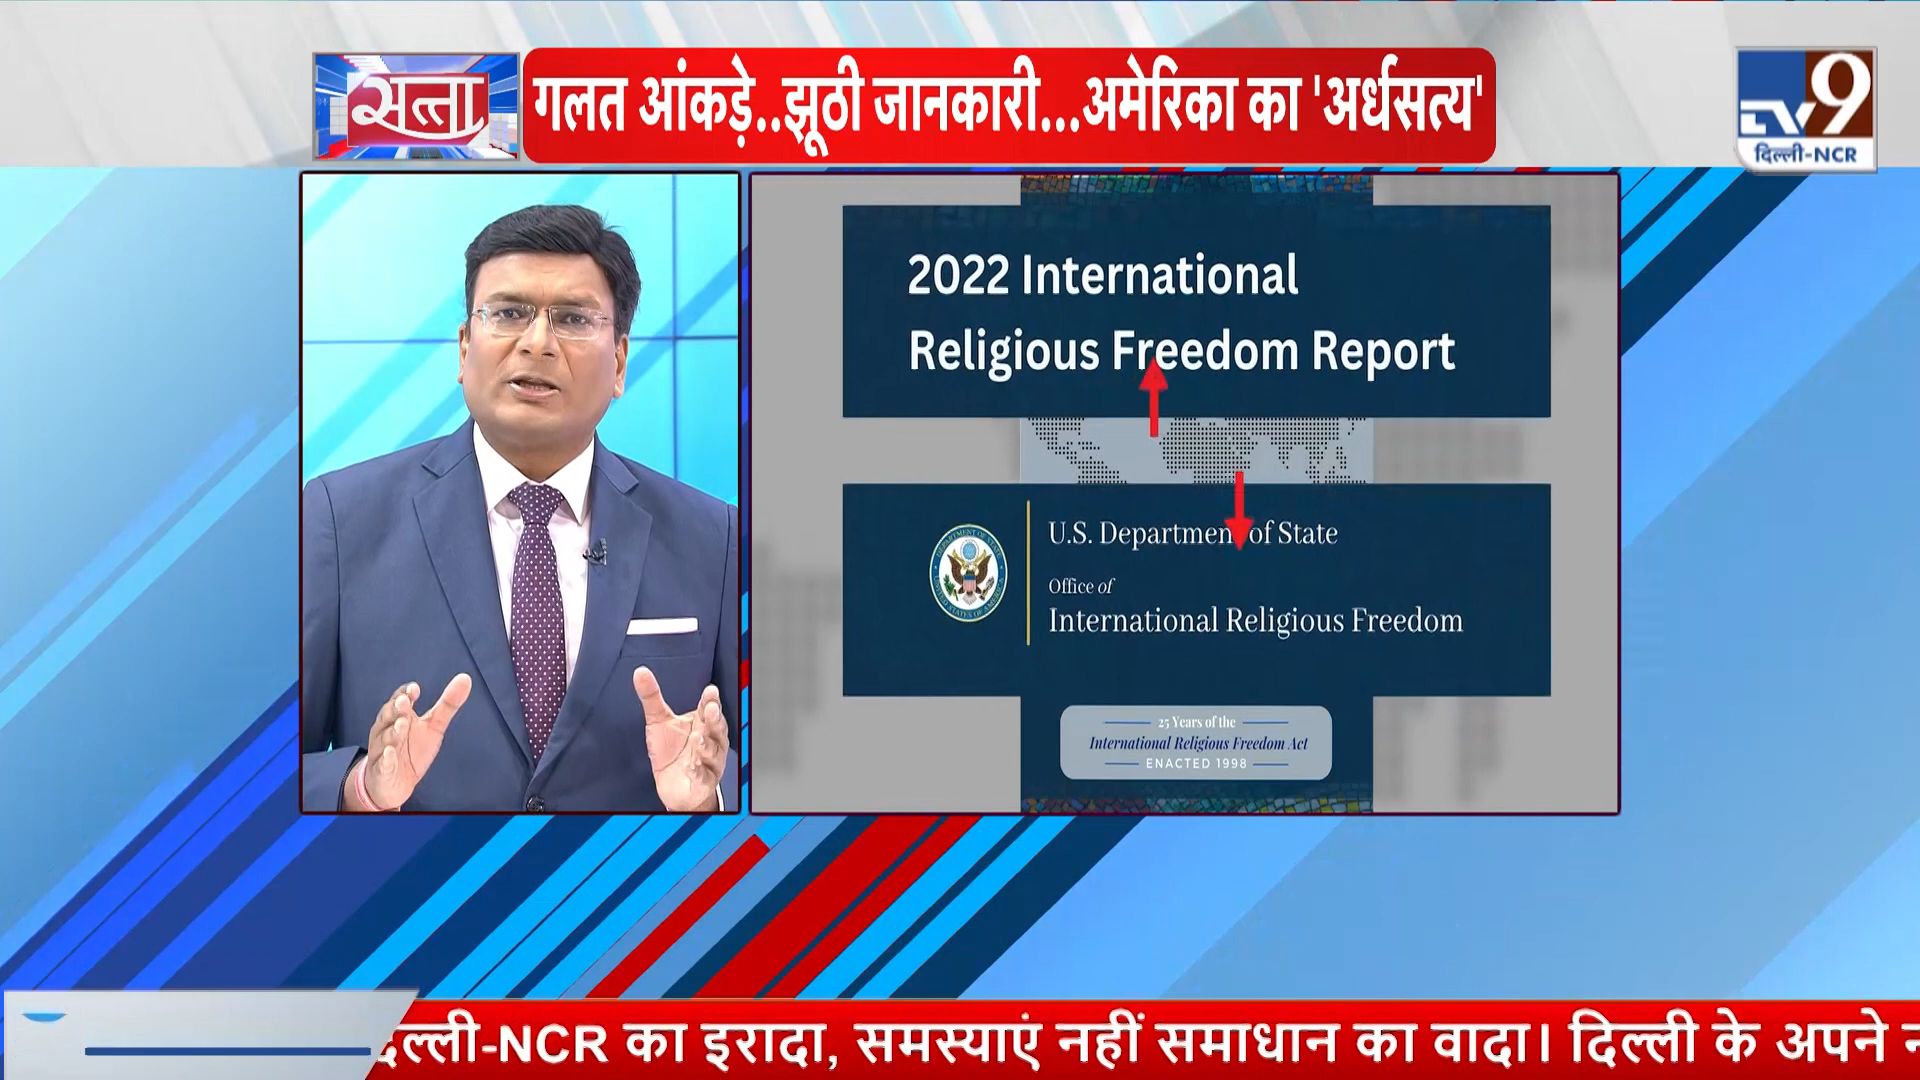 सत्ता
गलत आंकड़े..झूठी जानकारी...अमेरिका का 'अर्धसत्य'
TV9
दिल्ली-NCR
2022 International
Religious Freedom Report
U.S. Department of State
Office of
International Religious Freedom
25 Years of the
International Religious Freedom Act
ENACTED 1998
दिल्ली-NCR का इरादा, समस्याएं नहीं समाधान का वादा। दिल्ली के अपने